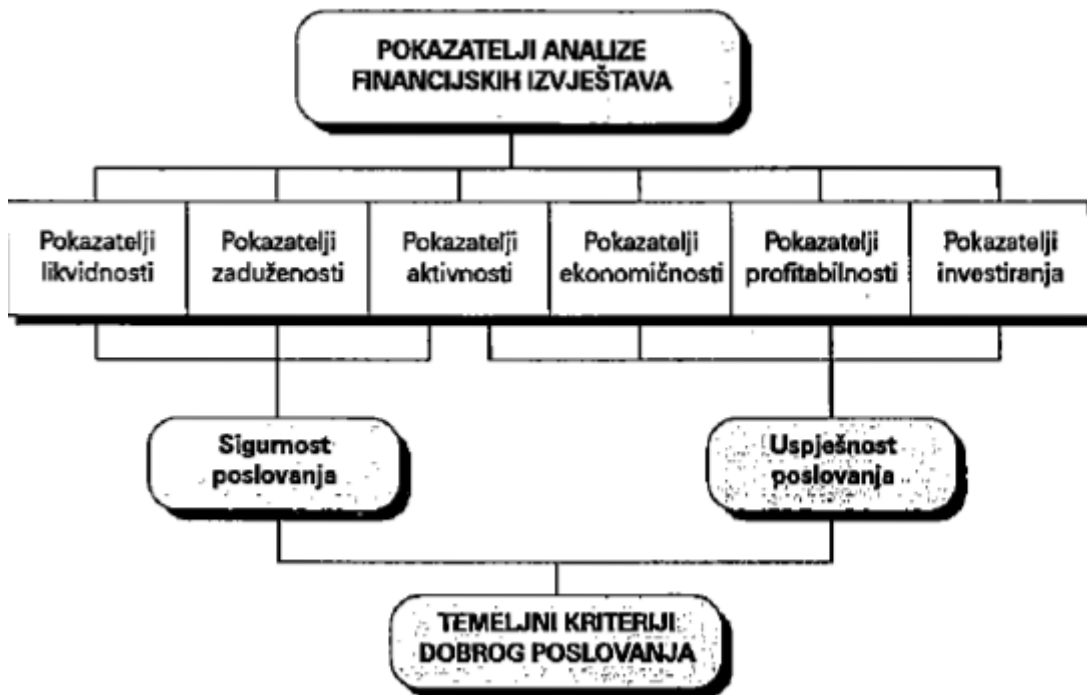 POKAZATELJI ANALIZE
FINANCIJSKIH IZVJEŠTAVA
Pokazatelji
likvidnosti
Pokazatelji
zaduženosti
Pokazatelji
aktivnosti
Pokazatelji
ekonomičnosti
Pokazatelji
profitabilnosti
Pokazatelji
investiranja
Sigurnost
poslovanja
Uspješnost
poslovanja
TEMELJNI KRITERIJI
DOBROG POSLOVANJA